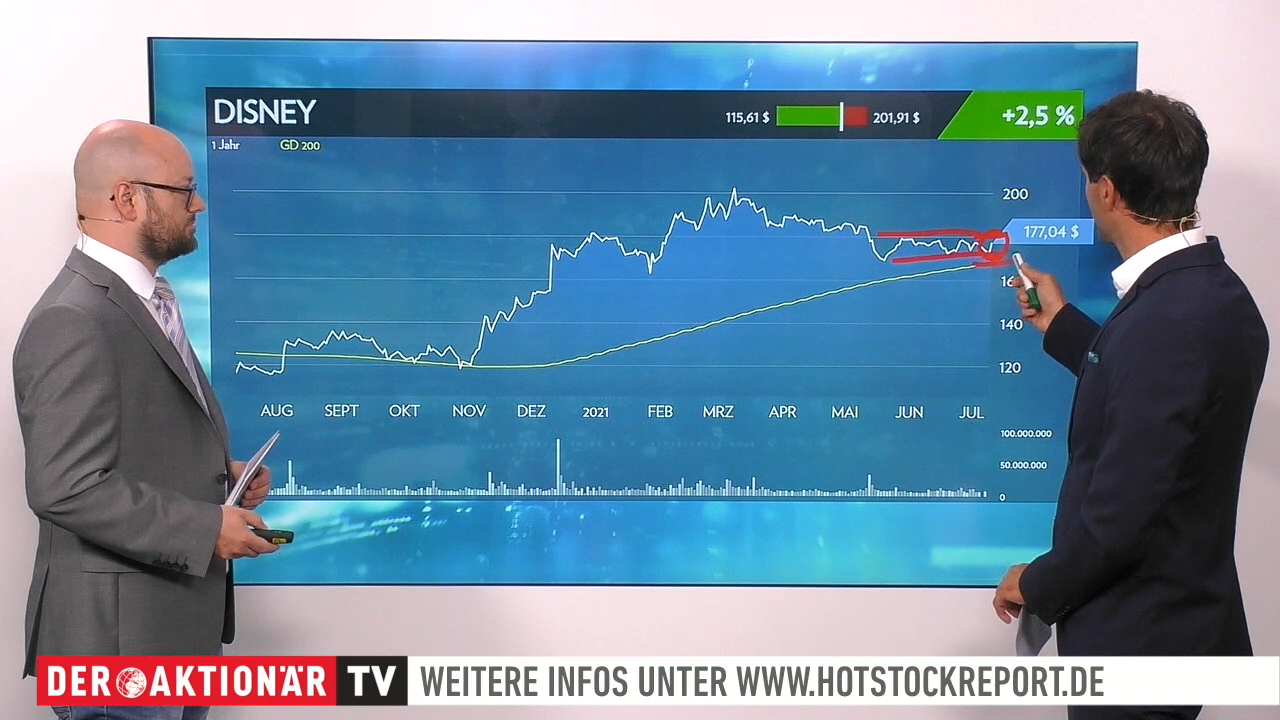 DISNEY
115,61 $
201,91 $
+2,5 %
1 Jahr
GD 200
200
177,04 $
140
120
AUG SEPT OKT NOV DEZ 2021 FEB MRZ APR MAI JUN JUL
100.000.000
50.000.000
0
DER AKTIONÄR TV
WEITERE INFOS UNTER WWW.HOTSTOCKREPORT.DE